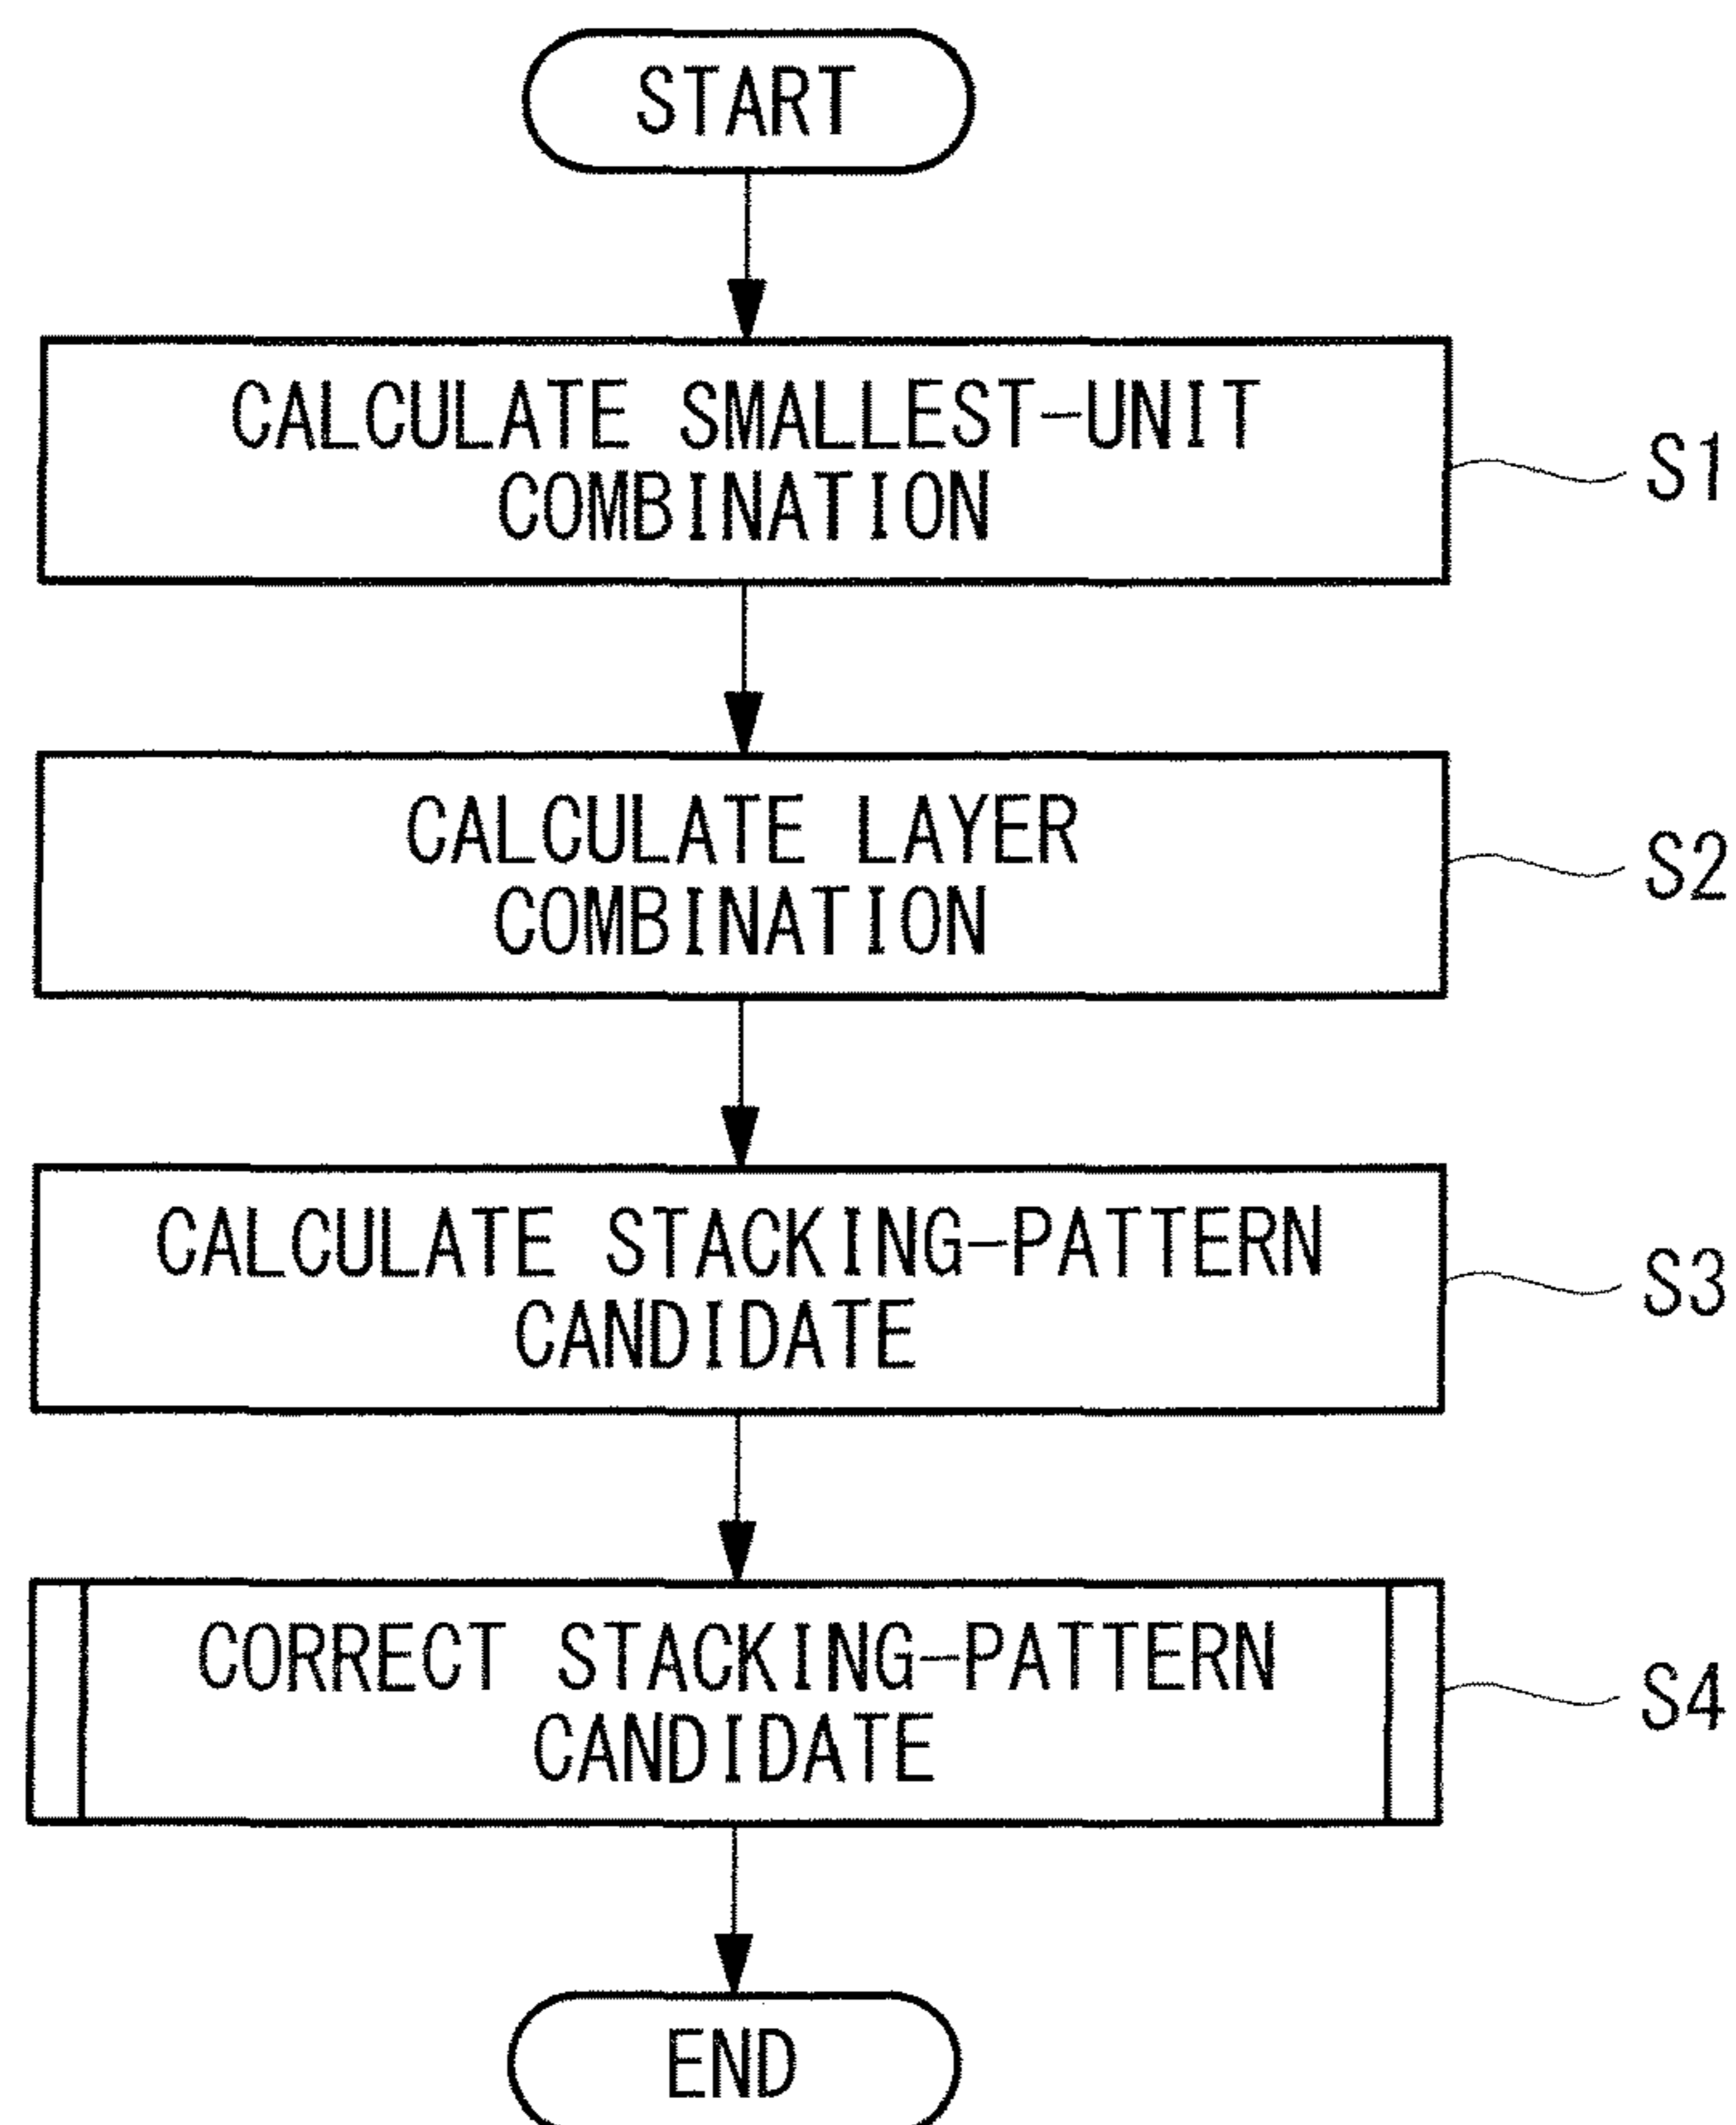 START
CALCULATE SMALLEST-UNIT
COMBINATION
S1
CALCULATE LAYER
COMBINATION
S2
CALCULATE STACKING-PATTERN
CANDIDATE
S3
CORRECT STACKING-PATTERN
CANDIDATE
S4
END